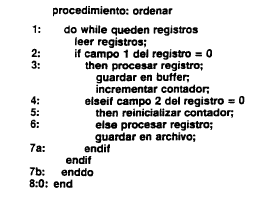 procedimiento: ordenar
1: do while queden registros
leer registros;
2: if campo 1 del registro = 0
3: then procesar registro;
guardar en buffer;
incrementar contador;
4: elseif campo 2 del registro = 0
5: then reinicializar contador;
6: else procesar registro;
guardar en archivo;
7a: endif
endif
7b: enddo
8:0: end